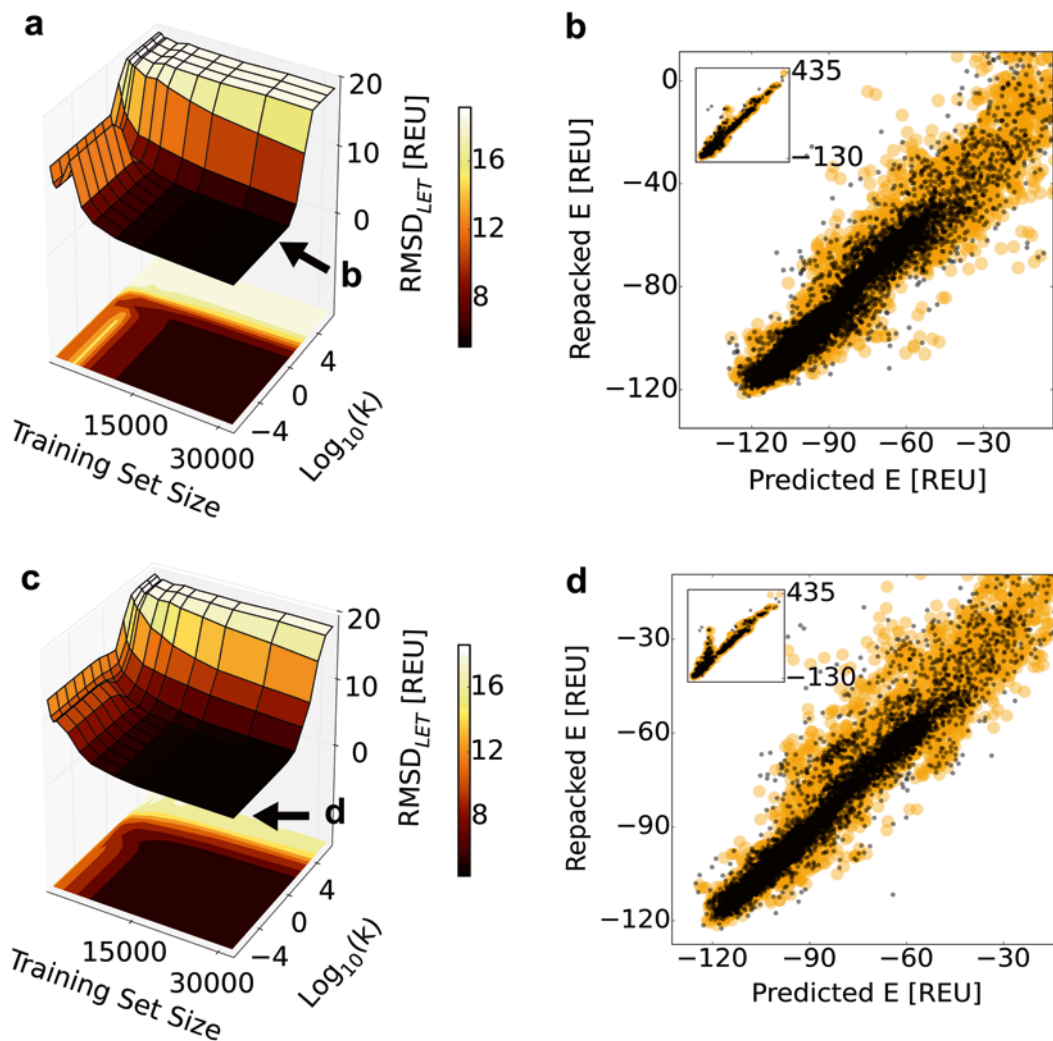 a
20
10
0
RMSD_LET [REU]
16
12
8
b
4
0
−4
Log10(k)
15000
30000
Training Set Size
b
0
−40
−80
−120
Repacked E [REU]
435
−130
−120
−90
−60
−30
Predicted E [REU]
c
20
10
0
RMSD_LET [REU]
16
12
8
d
4
0
−4
Log10(k)
15000
30000
Training Set Size
d
−30
−60
−90
−120
Repacked E [REU]
435
−130
−120
−90
−60
−30
Predicted E [REU]